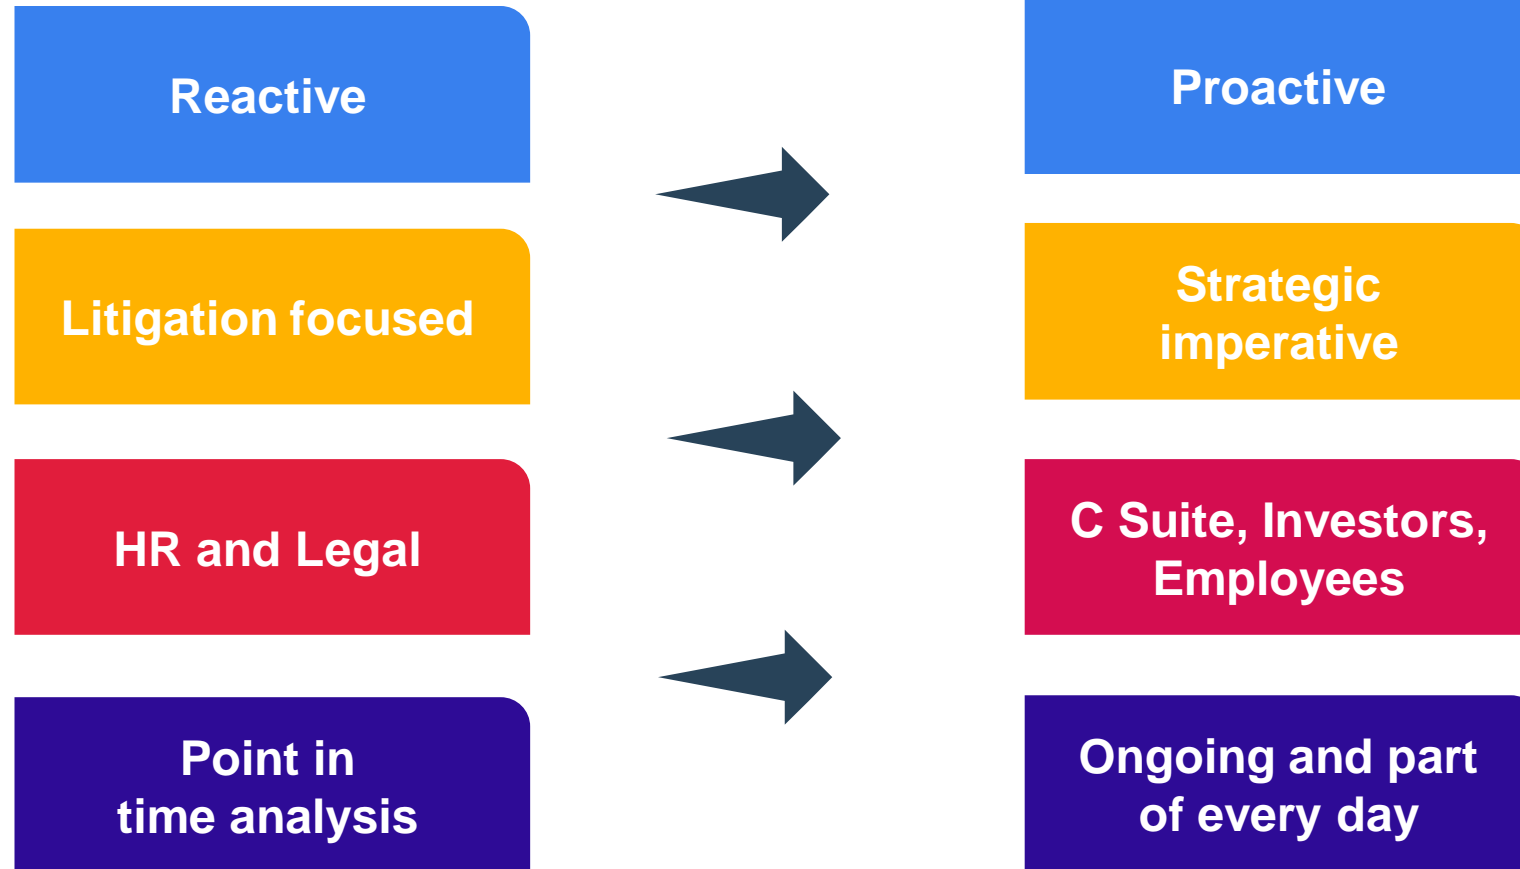 Reactive
Proactive
Litigation focused
Strategic
imperative
HR and Legal
C Suite, Investors,
Employees
Point in
time analysis
Ongoing and part
of every day